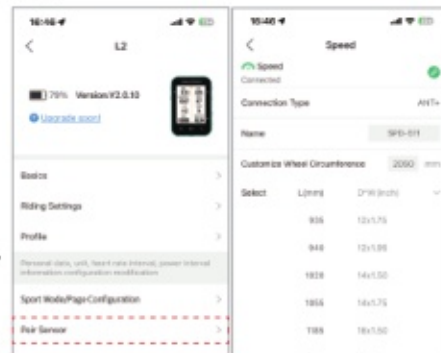 16:46
L2
79% Version:V2.0.10
Upgrade soon!
Basics
Riding Settings
Profile
Personal data, unit, heart rate interval, power interval
information configuration modification
Sport Mode/Page Configuration
Pair Sensor
16:46
Speed
Speed
Connected
Connection Type ANT+
Name
Customize Wheel Circumference 2050 mm
Select L(mm) D*W(inch)
935 12x1.75
940 12x1.95
1020 14x1.50
1055 14x1.75
1185 18x1.50